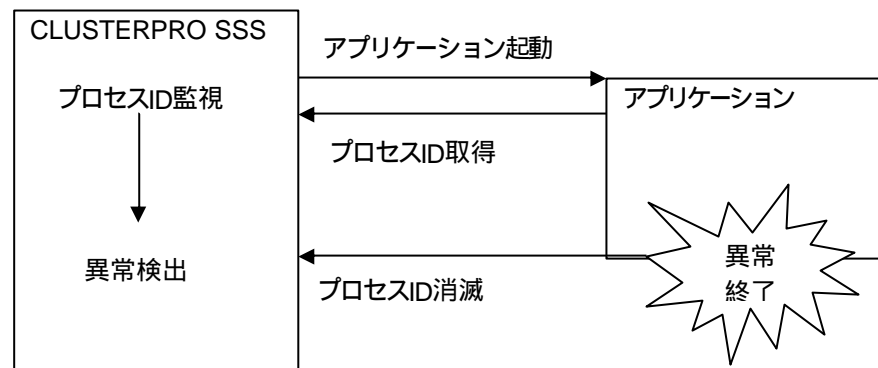 CLUSTERPRO SSS
アプリケーション起動
プロセスID監視
アプリケーション
プロセスID取得
異常検出
異常
終了
プロセスID消滅